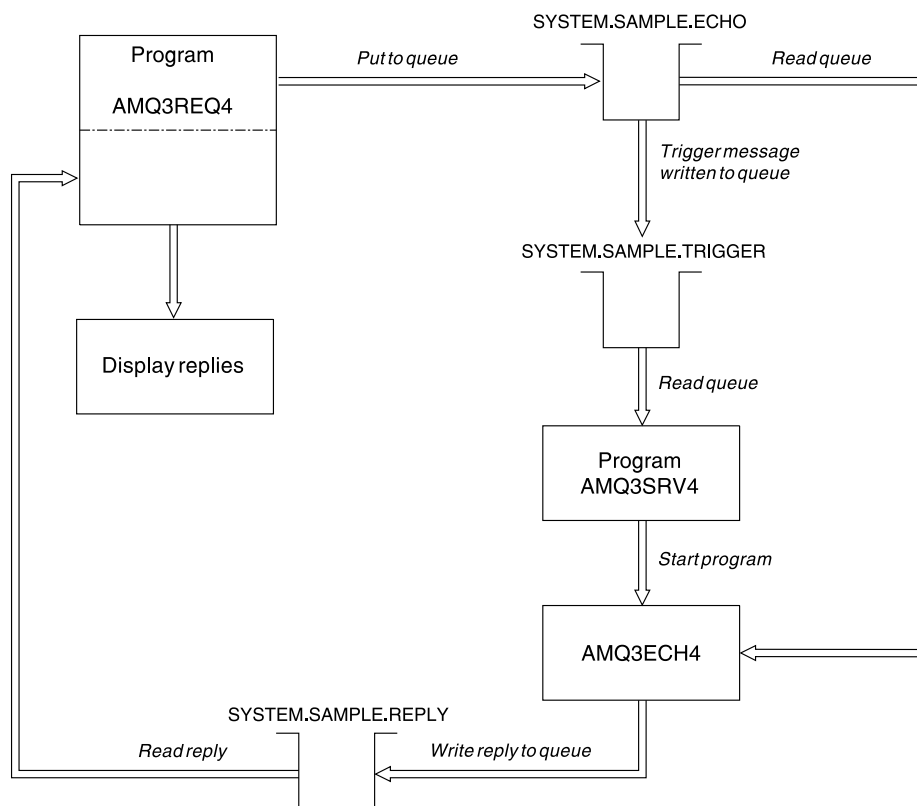 SYSTEM.SAMPLE.ECHO
Program
AMQ3REQ4
Put to queue
Read queue
Trigger message
written to queue
SYSTEM.SAMPLE.TRIGGER
Display replies
Read queue
Program
AMQ3SRV4
Start program
AMQ3ECH4
SYSTEM.SAMPLE.REPLY
Read reply
Write reply to queue